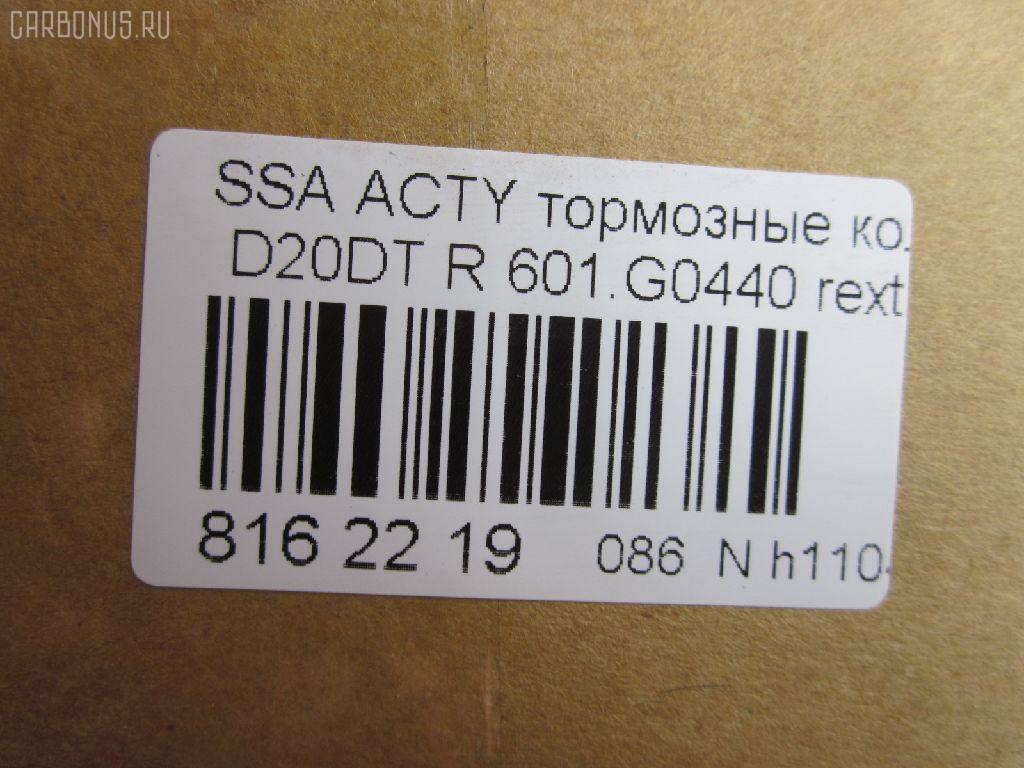 CARBONUS.RU
SSA ACTY тормозные ко
D20DT R 601.G0440 rext
816 22 19 086 N h110